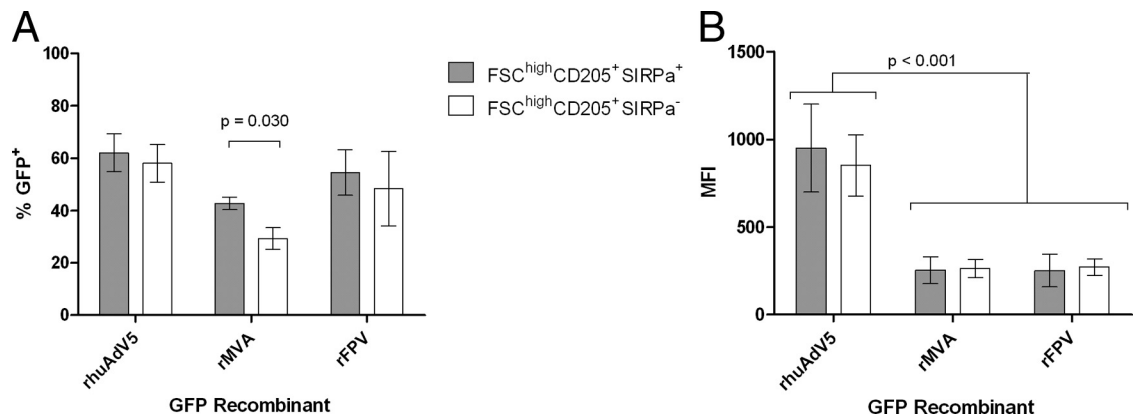 A
100
80
60
40
20
0
% GFP⁺
p = 0.030
rhuAdV5
rMVA
rFPV
GFP Recombinant
FSCʰⁱᵍʰCD205⁺SIRPa⁺
FSCʰⁱᵍʰCD205⁺SIRPa⁻
B
1500
1000
500
0
MFI
p < 0.001
rhuAdV5
rMVA
rFPV
GFP Recombinant